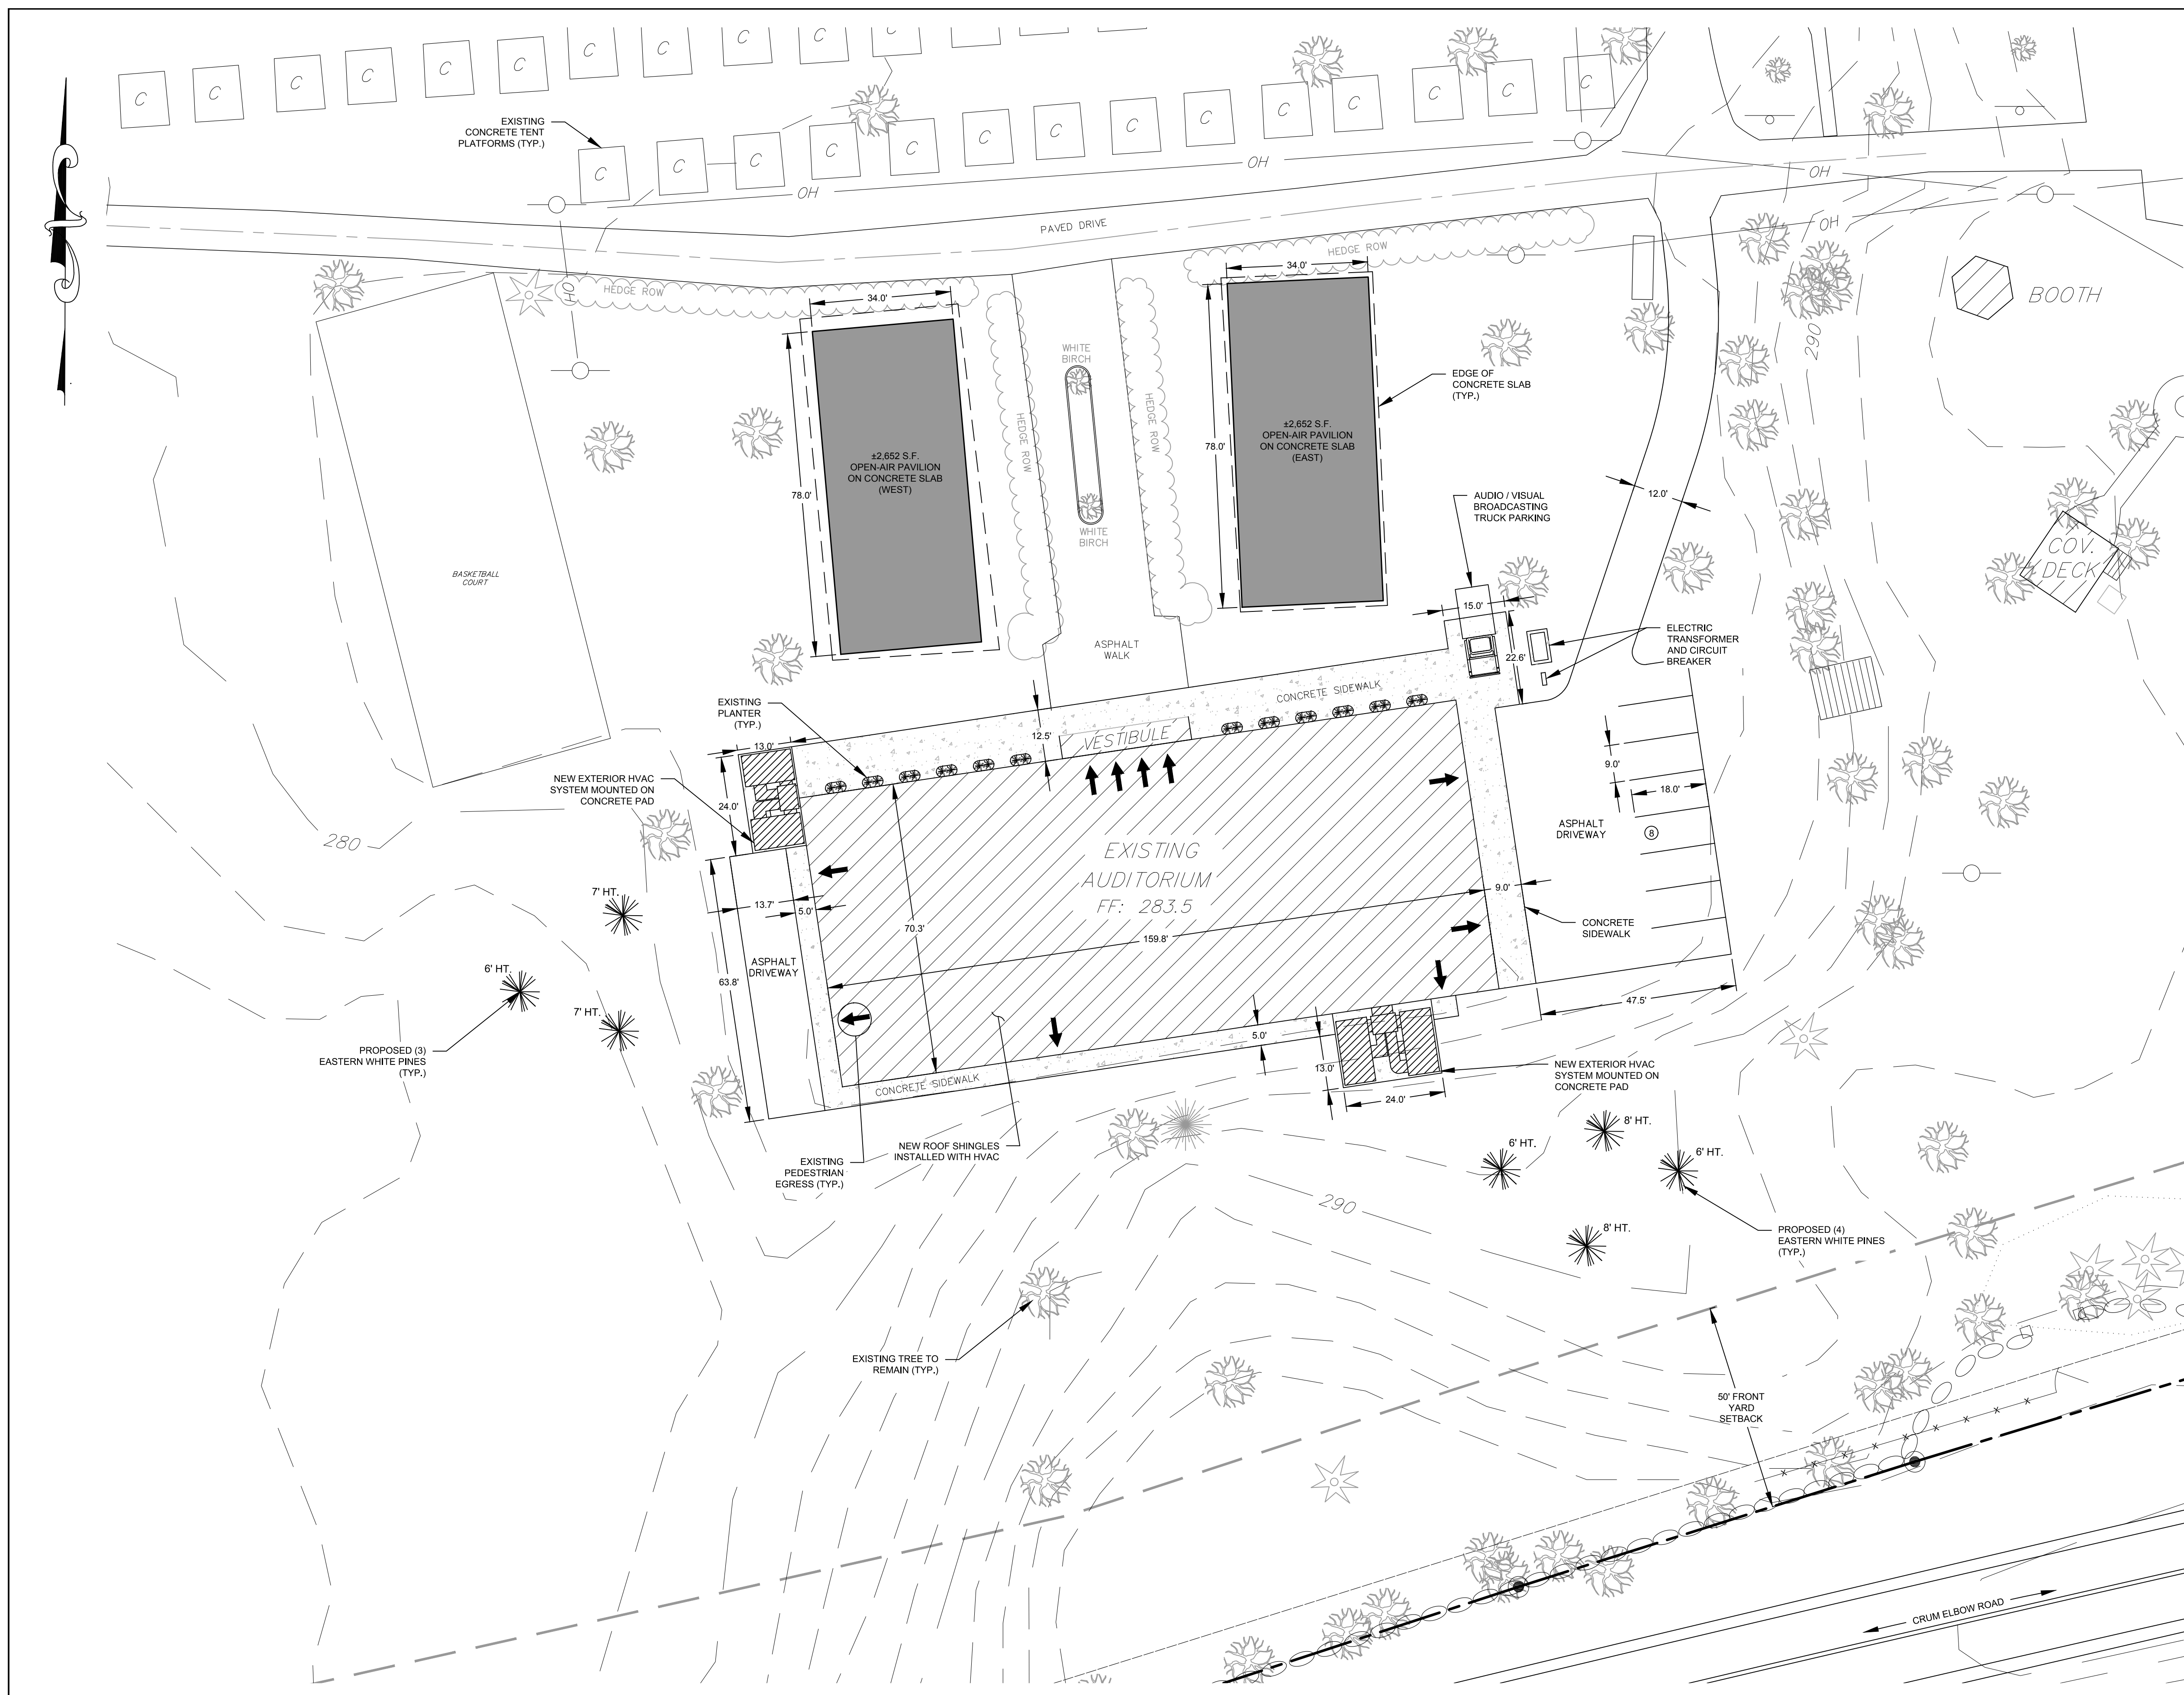 C
C
C
C
C
C
C
C
C
C
C
EXISTING
CONCRETE TENT
PLATFORMS (TYP.)
C
C
C
C
C
C
C
C
C
C
C
C
C
C
OH
OH
OH
OH
OH
PAVED DRIVE
HEDGE ROW
HEDGE ROW
34.0'
34.0'
BOOTH
290
WHITE
BIRCH
HEDGE ROW
HEDGE ROW
WHITE
BIRCH
EDGE OF
CONCRETE SLAB
(TYP.)
±2,652 S.F.
OPEN-AIR PAVILION
ON CONCRETE SLAB
(WEST)
78.0'
±2,652 S.F.
OPEN-AIR PAVILION
ON CONCRETE SLAB
(EAST)
78.0'
12.0'
AUDIO / VISUAL
BROADCASTING
TRUCK PARKING
COV.
DECK
BASKETBALL
COURT
15.0'
22.6'
ELECTRIC
TRANSFORMER
AND CIRCUIT
BREAKER
ASPHALT
WALK
CONCRETE SIDEWALK
EXISTING
PLANTER
(TYP.)
12.5'
VESTIBULE
13.0'
24.0'
NEW EXTERIOR HVAC
SYSTEM MOUNTED ON
CONCRETE PAD
9.0'
18.0'
ASPHALT
DRIVEWAY
8
280
EXISTING
AUDITORIUM
FF: 283.5
7' HT.
13.7'
5.0'
70.3'
9.0'
159.8'
CONCRETE
SIDEWALK
6' HT.
ASPHALT
DRIVEWAY
63.8'
7' HT.
47.5'
PROPOSED (3)
EASTERN WHITE PINES
(TYP.)
5.0'
CONCRETE SIDEWALK
13.0'
24.0'
NEW EXTERIOR HVAC
SYSTEM MOUNTED ON
CONCRETE PAD
8' HT.
6' HT.
6' HT.
NEW ROOF SHINGLES
INSTALLED WITH HVAC
EXISTING
PEDESTRIAN
EGRESS (TYP.)
290
8' HT.
PROPOSED (4)
EASTERN WHITE PINES
(TYP.)
EXISTING TREE TO
REMAIN (TYP.)
50' FRONT
YARD
SETBACK
CRUM ELBOW ROAD